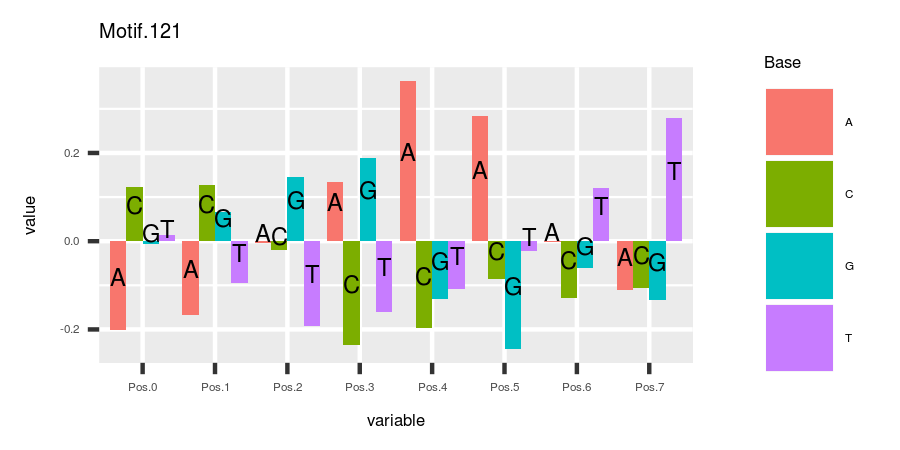 Motif.121
Base
A
C
G
T
value
0.2
0.0
-0.2
A C G T A C G T A C G T A C G T A C G T A C G T A C G T A C G T
Pos.0 Pos.1 Pos.2 Pos.3 Pos.4 Pos.5 Pos.6 Pos.7
variable